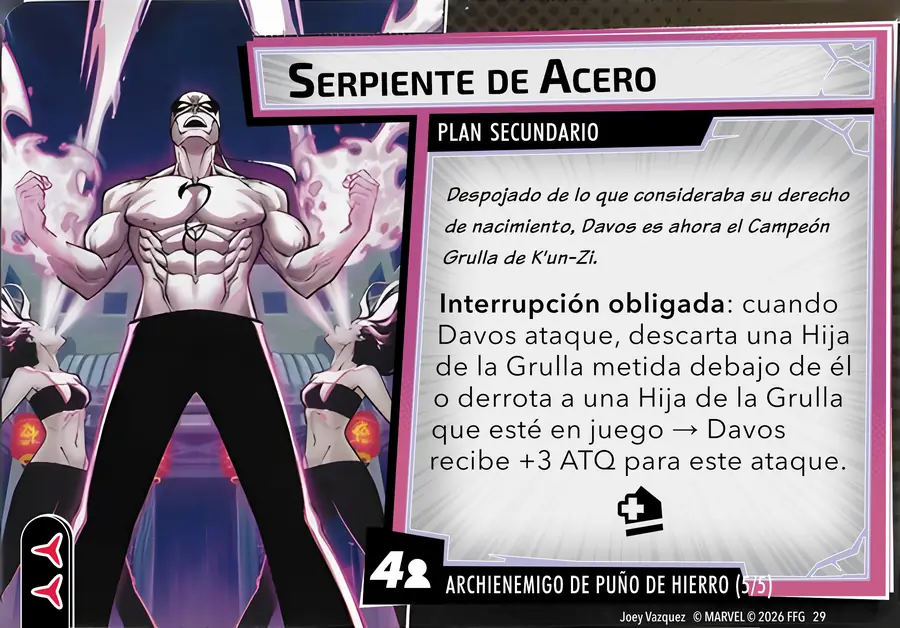 Serpiente de Acero
PLAN SECUNDARIO
Despojado de lo que consideraba su derecho
de nacimiento, Davos es ahora el Campeón
Grulla de K'un-Zi.
Interrupción obligada: cuando
Davos ataque, descarta una Hija
de la Grulla metida debajo de él
o derrota a una Hija de la Grulla
que esté en juego → Davos
recibe +3 ATQ para este ataque.
4
ARCHIENEMIGO DE PUÑO DE HIERRO (5/5)
Joey Vazquez © MARVEL © 2026 FFG 29